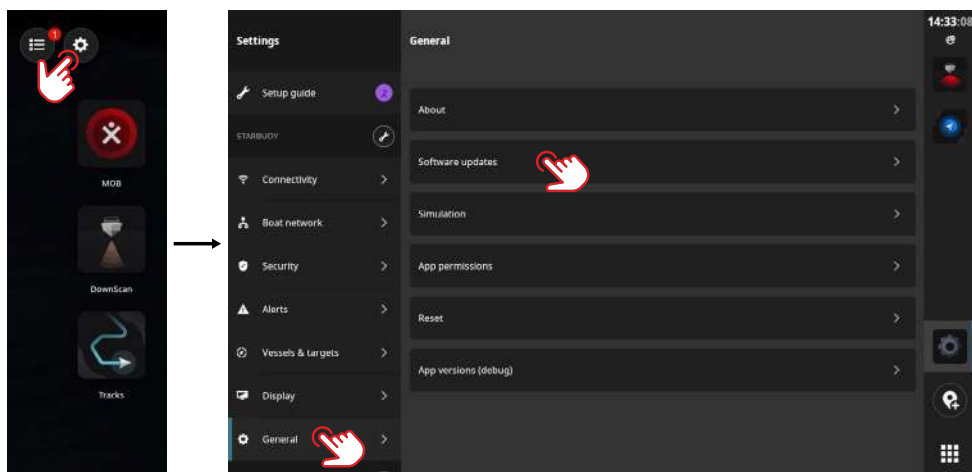 1
MOB
DownScan
Tracks
Settings
Setup guide
2
STARBUOY
Connectivity
Boat network
Security
Alerts
Vessels & targets
Display
General
General
About
Software updates
Simulation
App permissions
Reset
App versions (debug)
14:33:08